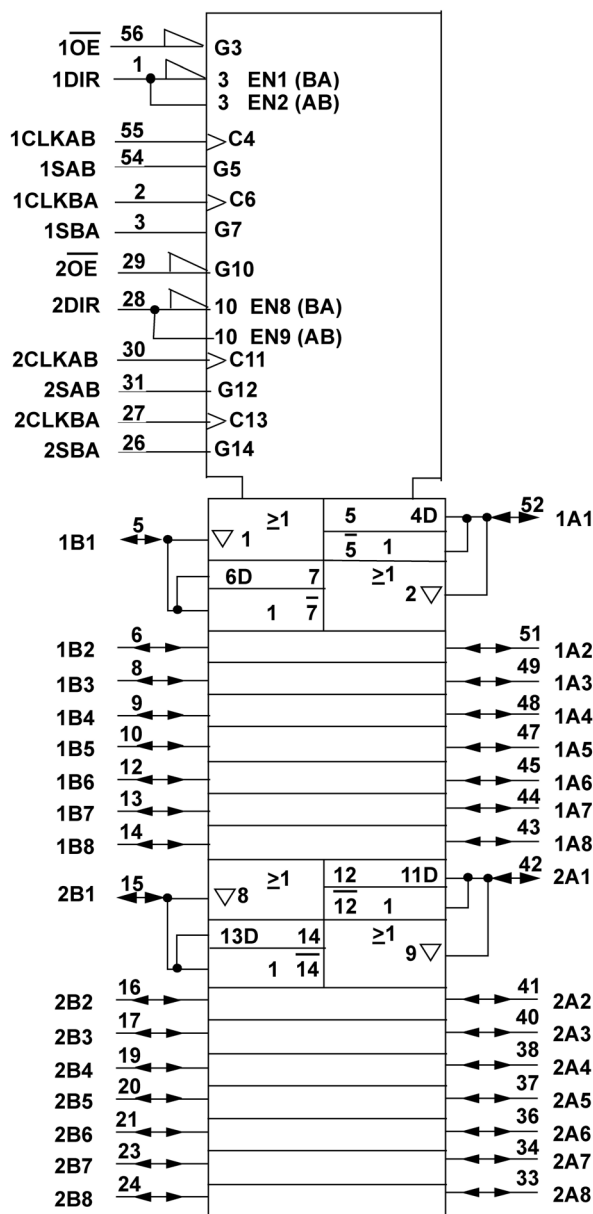 1OE 56 G3
1DIR 1 3 EN1 (BA)
3 EN2 (AB)
1CLKAB 55 C4
1SAB 54 G5
1CLKBA 2 C6
1SBA 3 G7
2OE 29 G10
2DIR 28 10 EN8 (BA)
10 EN9 (AB)
2CLKAB 30 C11
2SAB 31 G12
2CLKBA 27 C13
2SBA 26 G14
1B1 5 1 ≥1 5 4D 52 1A1
5 1
6D 7 ≥1 2
1 7
1B2 6 51 1A2
1B3 8 49 1A3
1B4 9 48 1A4
1B5 10 47 1A5
1B6 12 45 1A6
1B7 13 44 1A7
1B8 14 43 1A8
2B1 15 8 ≥1 12 11D 42 2A1
12 1
13D 14 ≥1 9
1 14
2B2 16 41 2A2
2B3 17 40 2A3
2B4 19 38 2A4
2B5 20 37 2A5
2B6 21 36 2A6
2B7 23 34 2A7
2B8 24 33 2A8